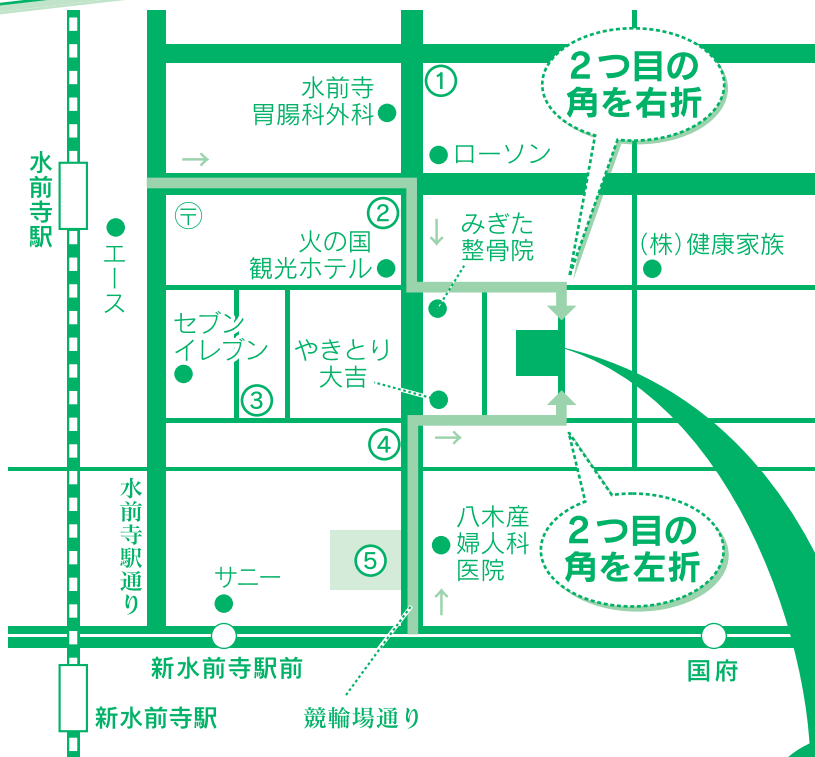 ２つ目の
角を右折
①
水前寺
胃腸科外科
ローソン
→
水前寺駅
〶
②
火の国
観光ホテル
↓
みぎた
整骨院
(株)健康家族
エース
セブン
イレブン
やきとり
大吉
③
④
→
水前寺駅通り
八木産
婦人科
医院
２つ目の
角を左折
⑤
サニー
↑
新水前寺駅前
国府
新水前寺駅
競輪場通り